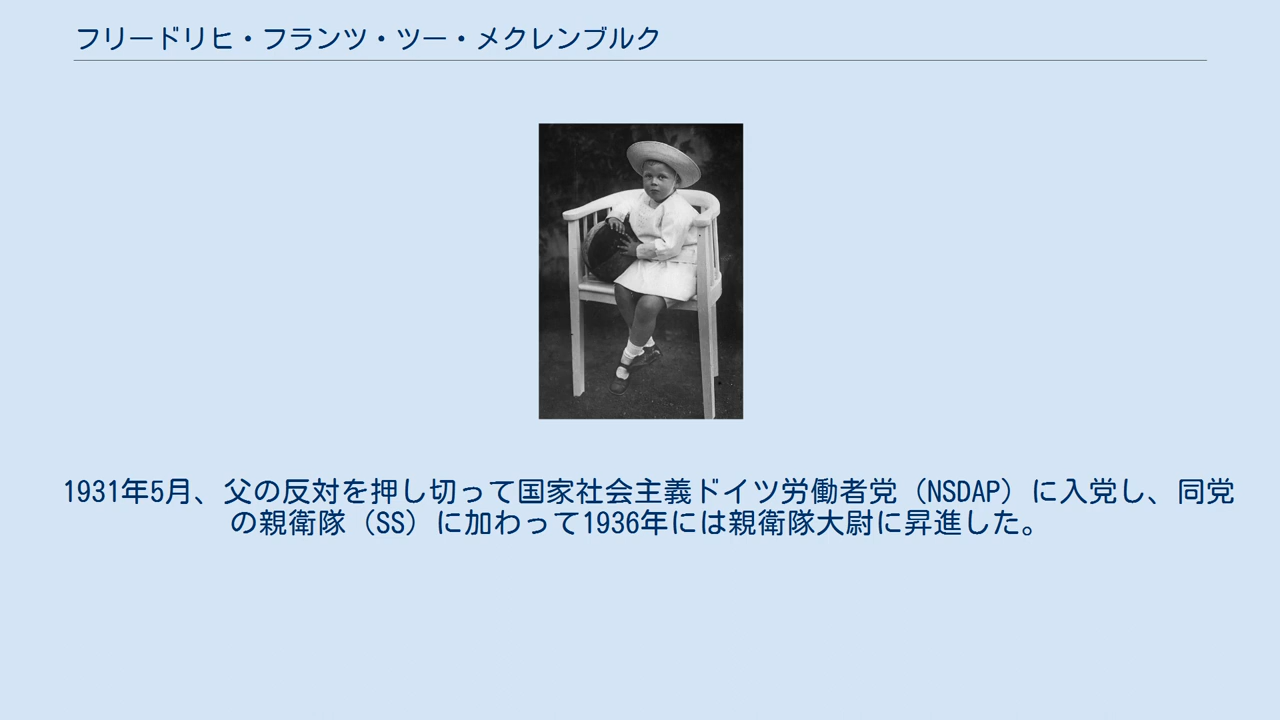 フリードリヒ・フランツ・ツー・メクレンブルク
1931年5月、父の反対を押し切って国家社会主義ドイツ労働者党（NSDAP）に入党し、同党
の親衛隊（SS）に加わって1936年には親衛隊大尉に昇進した。